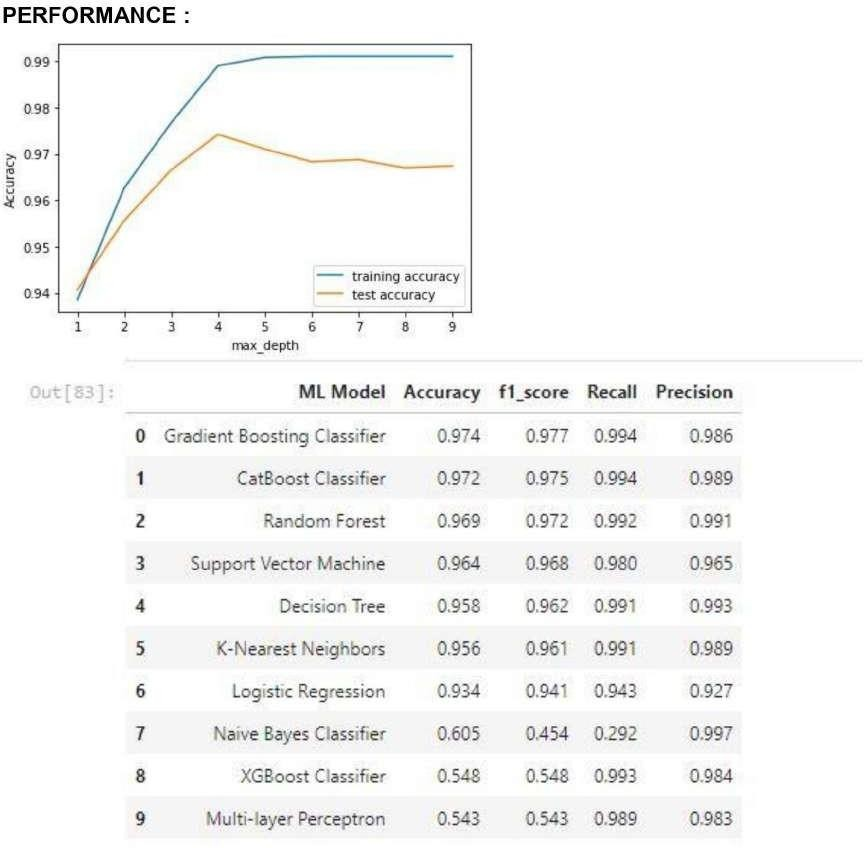 PERFORMANCE :
0.99
0.98
0.97
0.96
0.95
0.94
Accuracy
training accuracy
test accuracy
1 2 3 4 5 6 7 8 9
max_depth
Out[83]:
ML Model Accuracy f1_score Recall Precision
0 Gradient Boosting Classifier 0.974 0.977 0.994 0.986
1 CatBoost Classifier 0.972 0.975 0.994 0.989
2 Random Forest 0.969 0.972 0.992 0.991
3 Support Vector Machine 0.964 0.968 0.980 0.965
4 Decision Tree 0.958 0.962 0.991 0.993
5 K-Nearest Neighbors 0.956 0.961 0.991 0.989
6 Logistic Regression 0.934 0.941 0.943 0.927
7 Naive Bayes Classifier 0.605 0.454 0.292 0.997
8 XGBoost Classifier 0.548 0.548 0.993 0.984
9 Multi-layer Perceptron 0.543 0.543 0.989 0.983